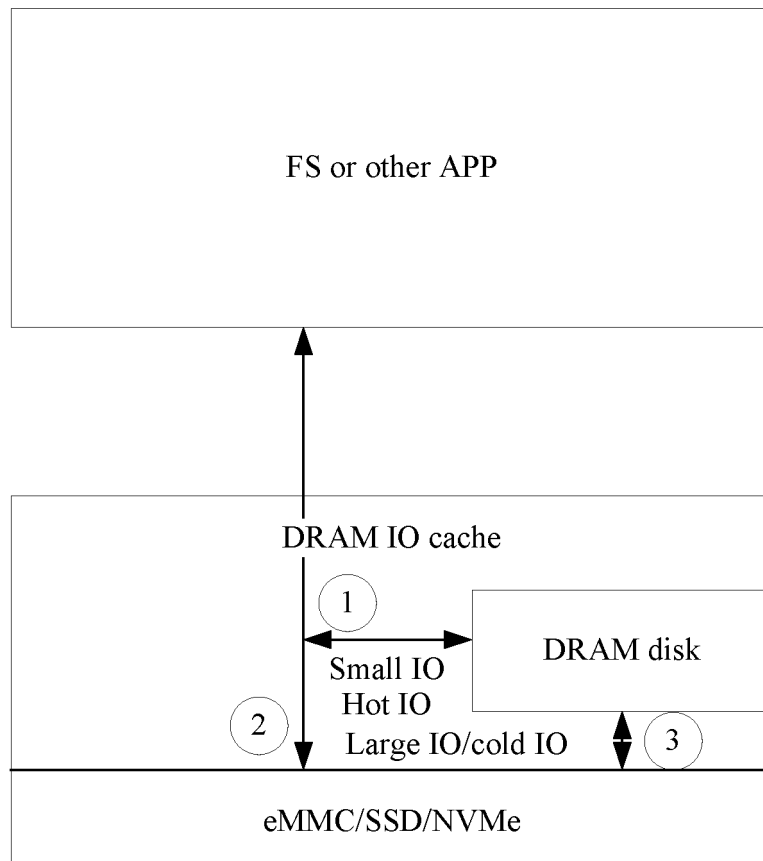 FS or other APP
DRAM IO cache
1
Small IO
Hot IO
DRAM disk
2
Large IO/cold IO
3
eMMC/SSD/NVMe